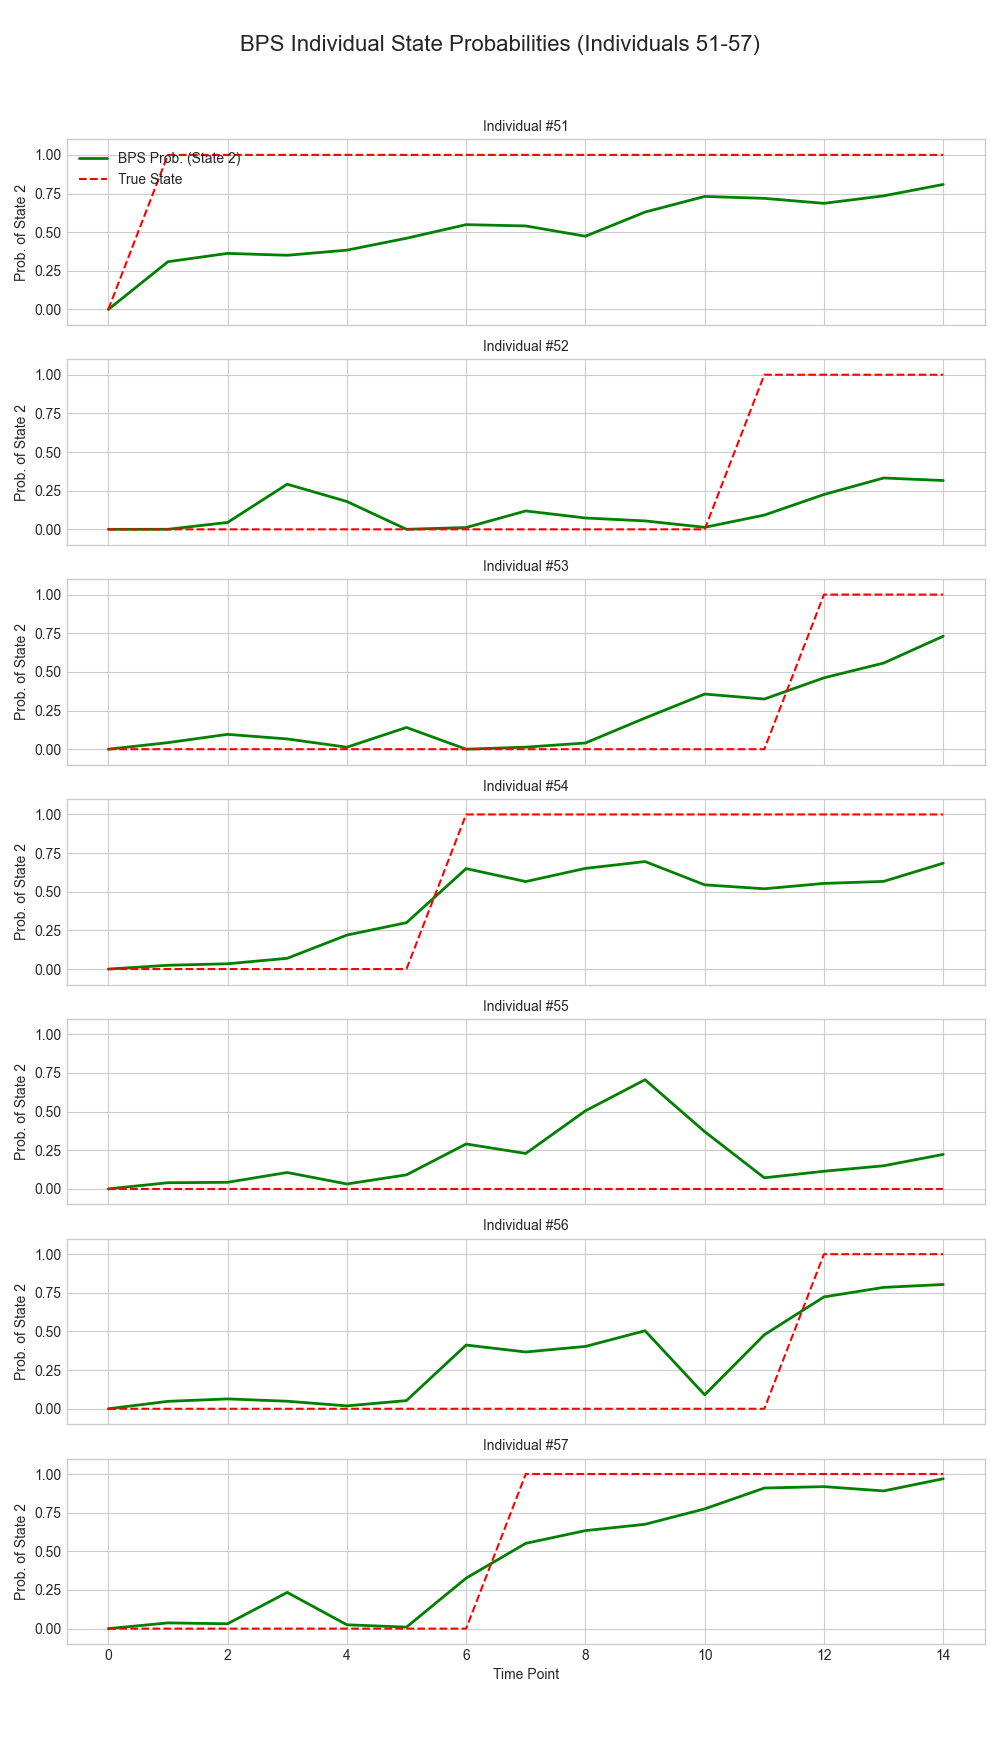 BPS Individual State Probabilities (Individuals 51-57)
Individual #51
BPS Prob. (State 2)
True State
Prob. of State 2
1.00
0.75
0.50
0.25
0.00
Individual #52
Prob. of State 2
1.00
0.75
0.50
0.25
0.00
Individual #53
Prob. of State 2
1.00
0.75
0.50
0.25
0.00
Individual #54
Prob. of State 2
1.00
0.75
0.50
0.25
0.00
Individual #55
Prob. of State 2
1.00
0.75
0.50
0.25
0.00
Individual #56
Prob. of State 2
1.00
0.75
0.50
0.25
0.00
Individual #57
Prob. of State 2
1.00
0.75
0.50
0.25
0.00
0 2 4 6 8 10 12 14
Time Point